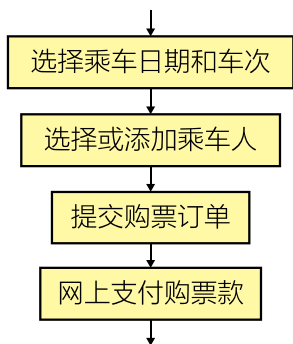 选择乘车日期和车次
选择或添加乘车人
提交购票订单
网上支付购票款